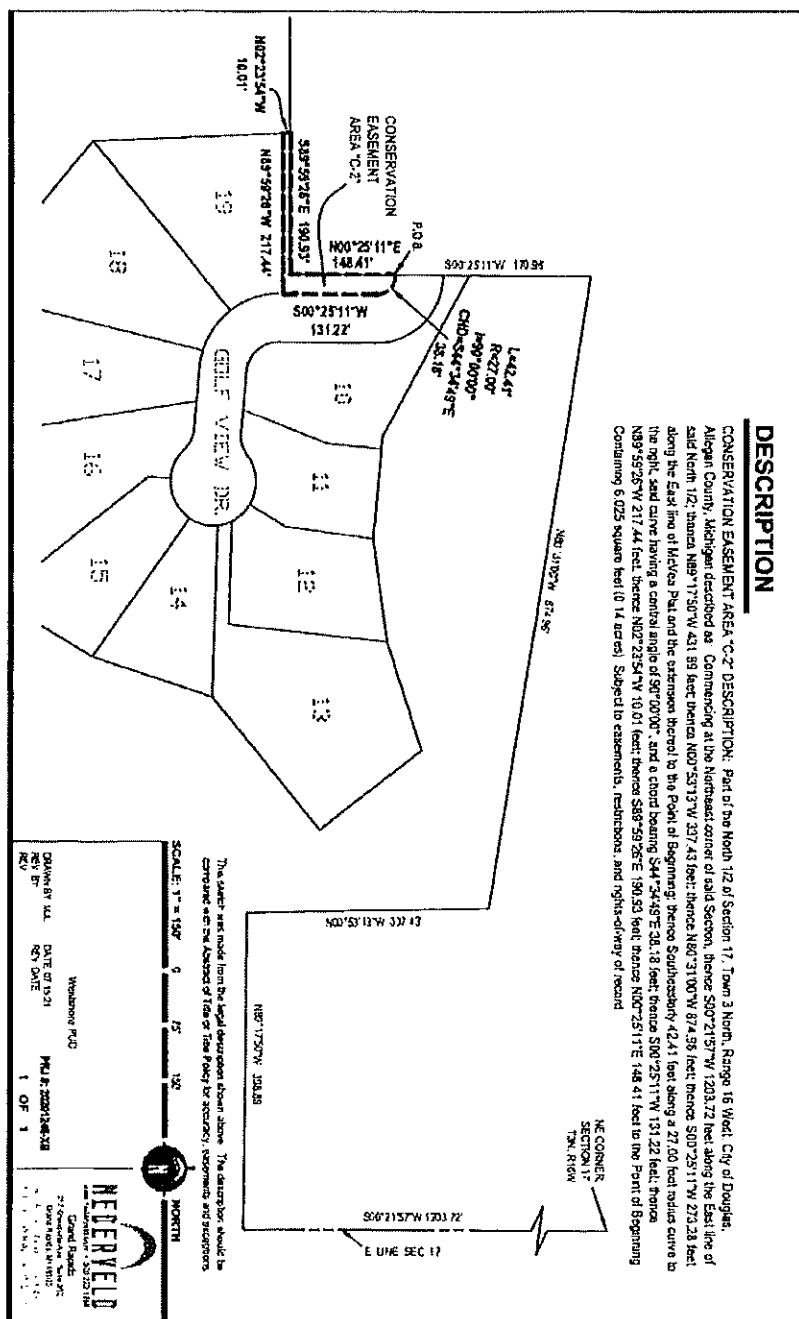 DESCRIPTION
CONSERVATION EASEMENT AREA "C-2" DESCRIPTION: Part of the North 1/2 of Section 17, Town 3 North, Range 16 West, City of Douglas,
Allegan County, Michigan described as: Commencing at the Northeast corner of said Section, thence S00°21'57"W 1203.72 feet along the East line of
said North 1/2; thence N89°17'50"W 431.89 feet; thence N00°53'13"W 337.43 feet; thence N80°31'00"W 874.96 feet; thence S00°25'11"W 273.28 feet
along the East line of McVea Plat and the extension thereof to the Point of Beginning; thence Southeasterly 42.41 feet along a 27.00 foot radius curve to
the right, said curve having a central angle of 90°00'00", and a chord bearing S44°34'49"E 38.18 feet; thence S00°25'11"W 131.22 feet; thence
N89°59'26"W 217.44 feet; thence N02°23'54"W 10.01 feet; thence S89°59'26"E 190.93 feet; thence N00°25'11"E 148.41 feet to the Point of Beginning
Containing 6,025 square feet (0.14 acres). Subject to easements, restrictions, and rights-of-way of record
NE CORNER,
SECTION 17
T3N, R16W
S00°21'57"W 1203.72'
E LINE SEC 17
N80°31'00"W 874.96'
N00°53'13"W 337.43'
N89°17'50"W
S00°25'11"W
P.O.B.
L=42.41'
R=27.00'
I=90°00'00"
CHD=S44°34'49"E
38.18'
N00°25'11"E
148.41'
CONSERVATION
EASEMENT
AREA "C-2"
S00°25'11"W
131.22'
S89°59'26"E 190.93'
N89°59'26"W 217.44'
N02°23'54"W
10.01'
GOLF VIEW DR
10
11
12
13
14
15
16
17
18
19
The sketch was made from the legal description shown above. The description should be
compared with the Abstract of Title or Title Policy for accuracy, easements and exceptions
SCALE: 1" = 150'
0 75' 150'
NORTH
N
PUD
DRAWN BY
DATE 07-15-21
REV BY
REV DATE
REV
1 OF 1
NEDERVELD
Grand Rapids